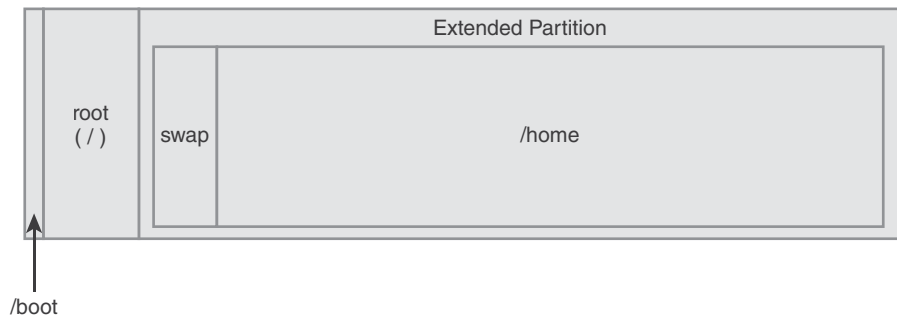 Extended Partition
root
( / )
swap
/home
/boot